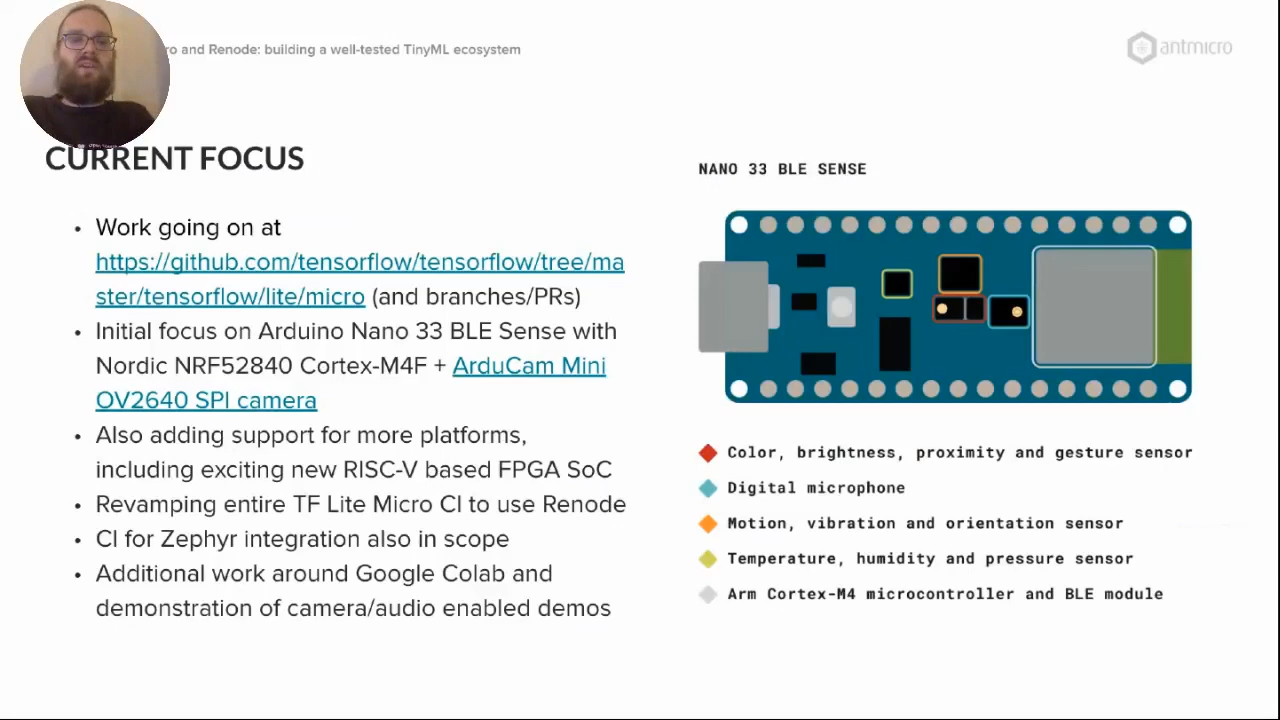 ro and Renode: building a well-tested TinyML ecosystem
antmicro
CURRENT FOCUS
• Work going on at
https://github.com/tensorflow/tensorflow/tree/ma
ster/tensorflow/lite/micro (and branches/PRs)
• Initial focus on Arduino Nano 33 BLE Sense with
Nordic NRF52840 Cortex-M4F + ArduCam Mini
OV2640 SPI camera
• Also adding support for more platforms,
including exciting new RISC-V based FPGA SoC
• Revamping entire TF Lite Micro CI to use Renode
• CI for Zephyr integration also in scope
• Additional work around Google Colab and
demonstration of camera/audio enabled demos
NANO 33 BLE SENSE
Color, brightness, proximity and gesture sensor
Digital microphone
Motion, vibration and orientation sensor
Temperature, humidity and pressure sensor
Arm Cortex-M4 microcontroller and BLE module